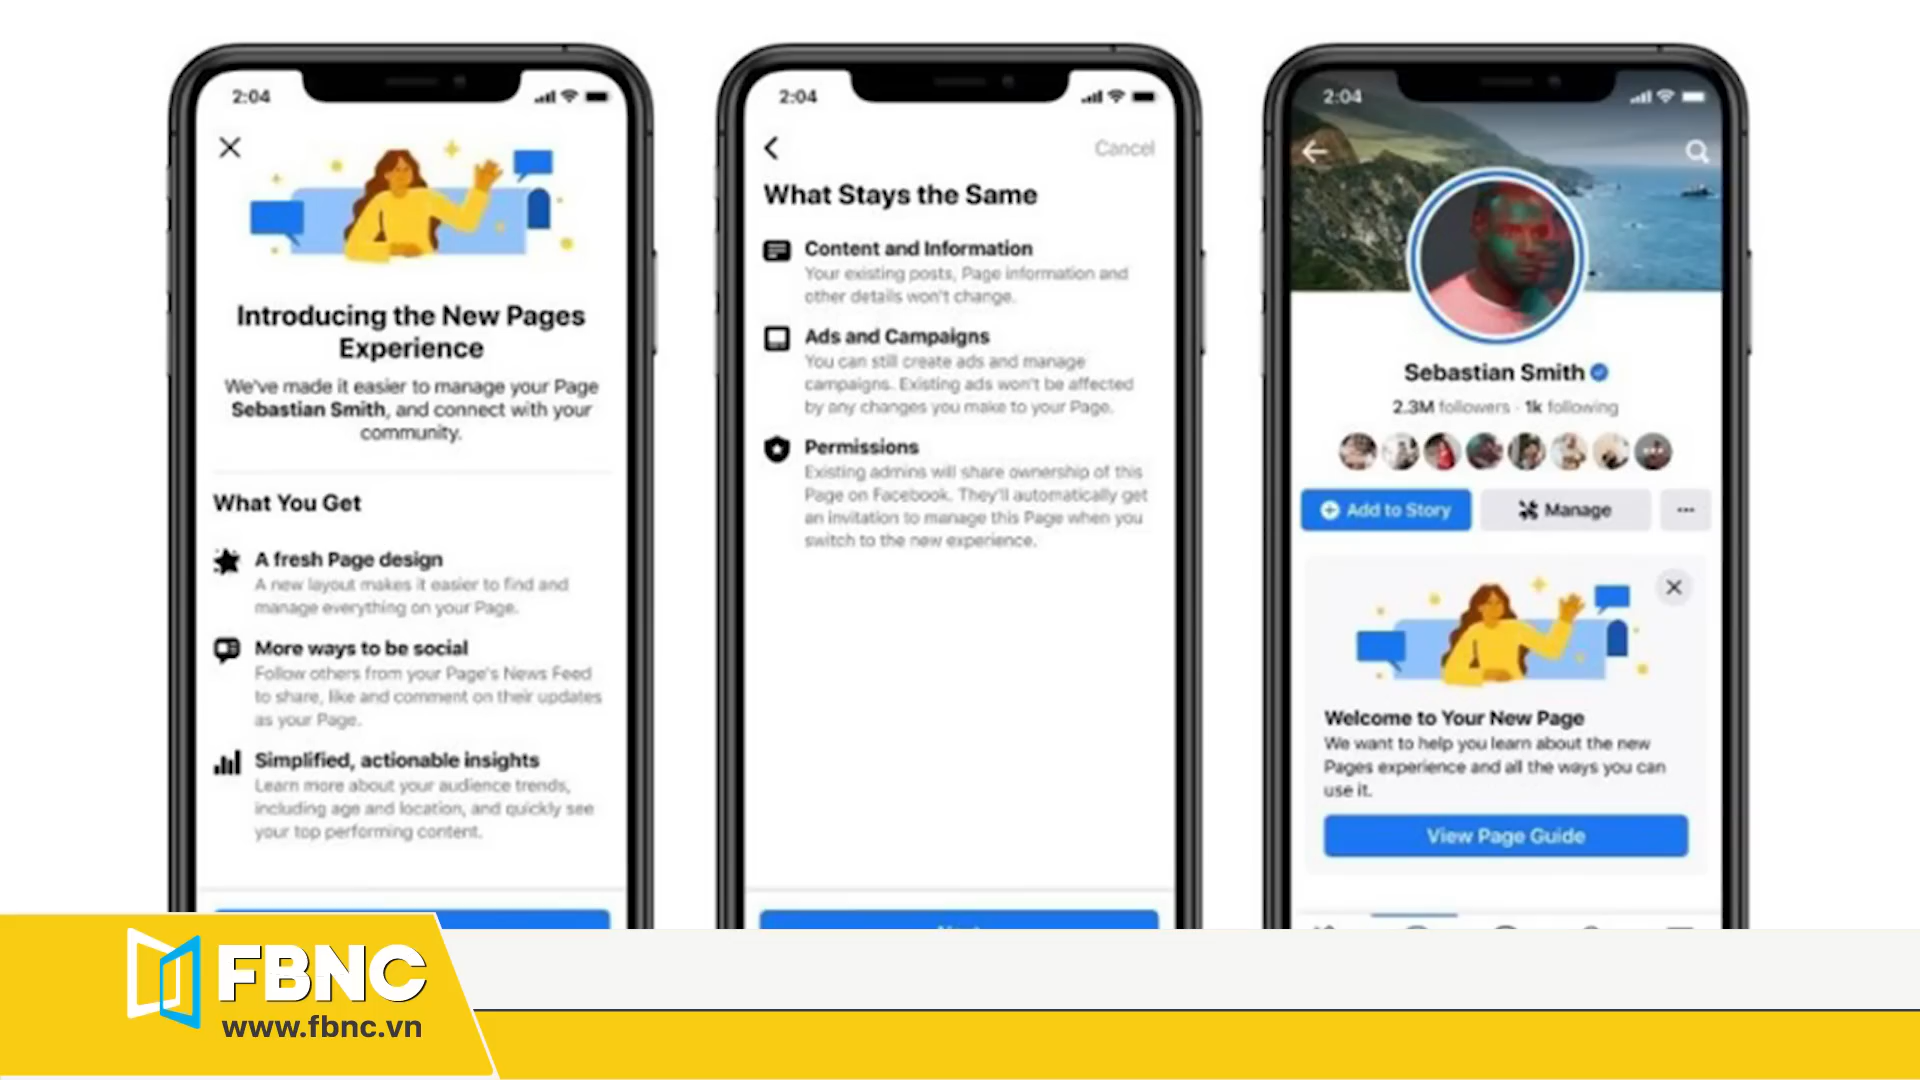 2:04
Introducing the New Pages
Experience
We've made it easier to manage your Page
Sebastian Smith, and connect with your
community.
What You Get
A fresh Page design
A new layout makes it easier to find and
manage everything on your Page.
More ways to be social
Follow others from your Page's News Feed
to share, like and comment on their updates
as your Page.
Simplified, actionable insights
Learn more about your audience trends,
including age and location, and quickly see
your top performing content.
2:04
Cancel
What Stays the Same
Content and Information
Your existing posts, Page information and
other details won't change.
Ads and Campaigns
You can still create ads and manage
campaigns. Existing ads won't be affected
by any changes you make to your Page.
Permissions
Existing admins will share ownership of this
Page on Facebook. They'll automatically get
an invitation to manage this Page when you
switch to the new experience.
2:04
Sebastian Smith
2.3M followers · 1k following
Add to Story
Manage
Welcome to Your New Page
We want to help you learn about the new
Pages experience and all the ways you can
use it.
View Page Guide
FBNC
www.fbnc.vn